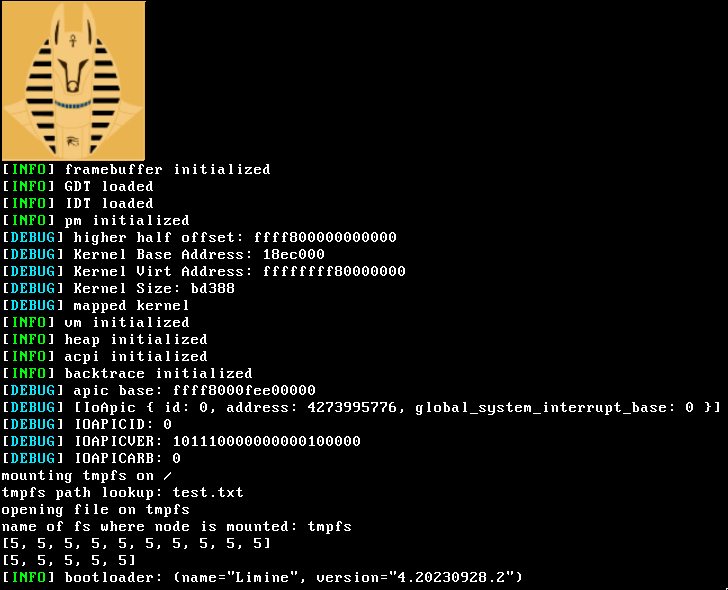 [INFO] framebuffer initialized
[INFO] GDT loaded
[INFO] IDT loaded
[INFO] pm initialized
[DEBUG] higher half offset: ffff800000000000
[DEBUG] Kernel Base Address: 18ec000
[DEBUG] Kernel Virt Address: ffffffff80000000
[DEBUG] Kernel Size: bd388
[DEBUG] mapped kernel
[INFO] vm initialized
[INFO] heap initialized
[INFO] acpi initialized
[INFO] backtrace initialized
[DEBUG] apic base: ffff8000fee00000
[DEBUG] [IoApic { id: 0, address: 4273995776, global_system_interrupt_base: 0 }]
[DEBUG] IOAPICID: 0
[DEBUG] IOAPICVER: 101110000000000100000
[DEBUG] IOAPICARB: 0
mounting tmpfs on /
tmpfs path lookup: test.txt
opening file on tmpfs
name of fs where node is mounted: tmpfs
[5, 5, 5, 5, 5, 5, 5, 5, 5, 5]
[5, 5, 5, 5, 5]
[INFO] bootloader: (name="Limine", version="4.20230928.2")